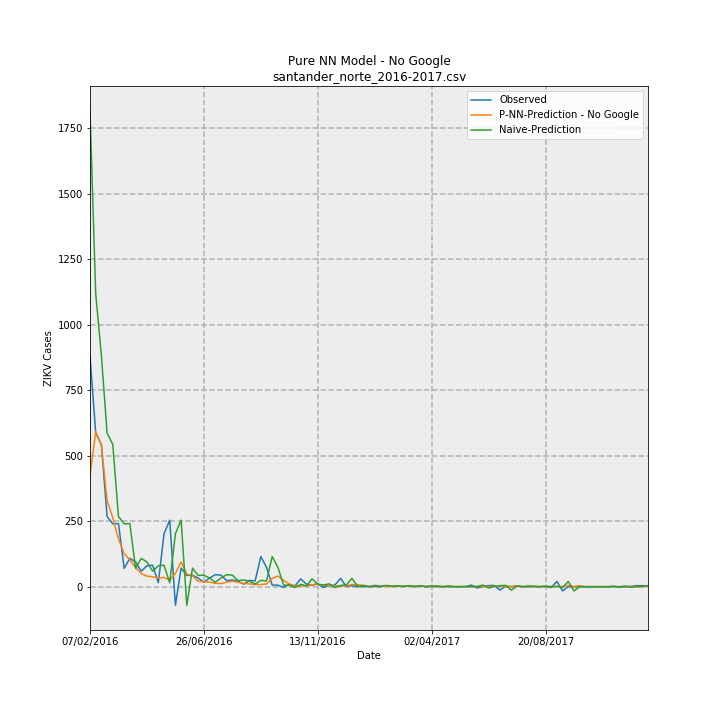 Pure NN Model - No Google
santander_norte_2016-2017.csv
Observed
P-NN-Prediction - No Google
Naive-Prediction
ZIKV Cases
1750
1500
1250
1000
750
500
250
0
07/02/2016 26/06/2016 13/11/2016 02/04/2017 20/08/2017
Date